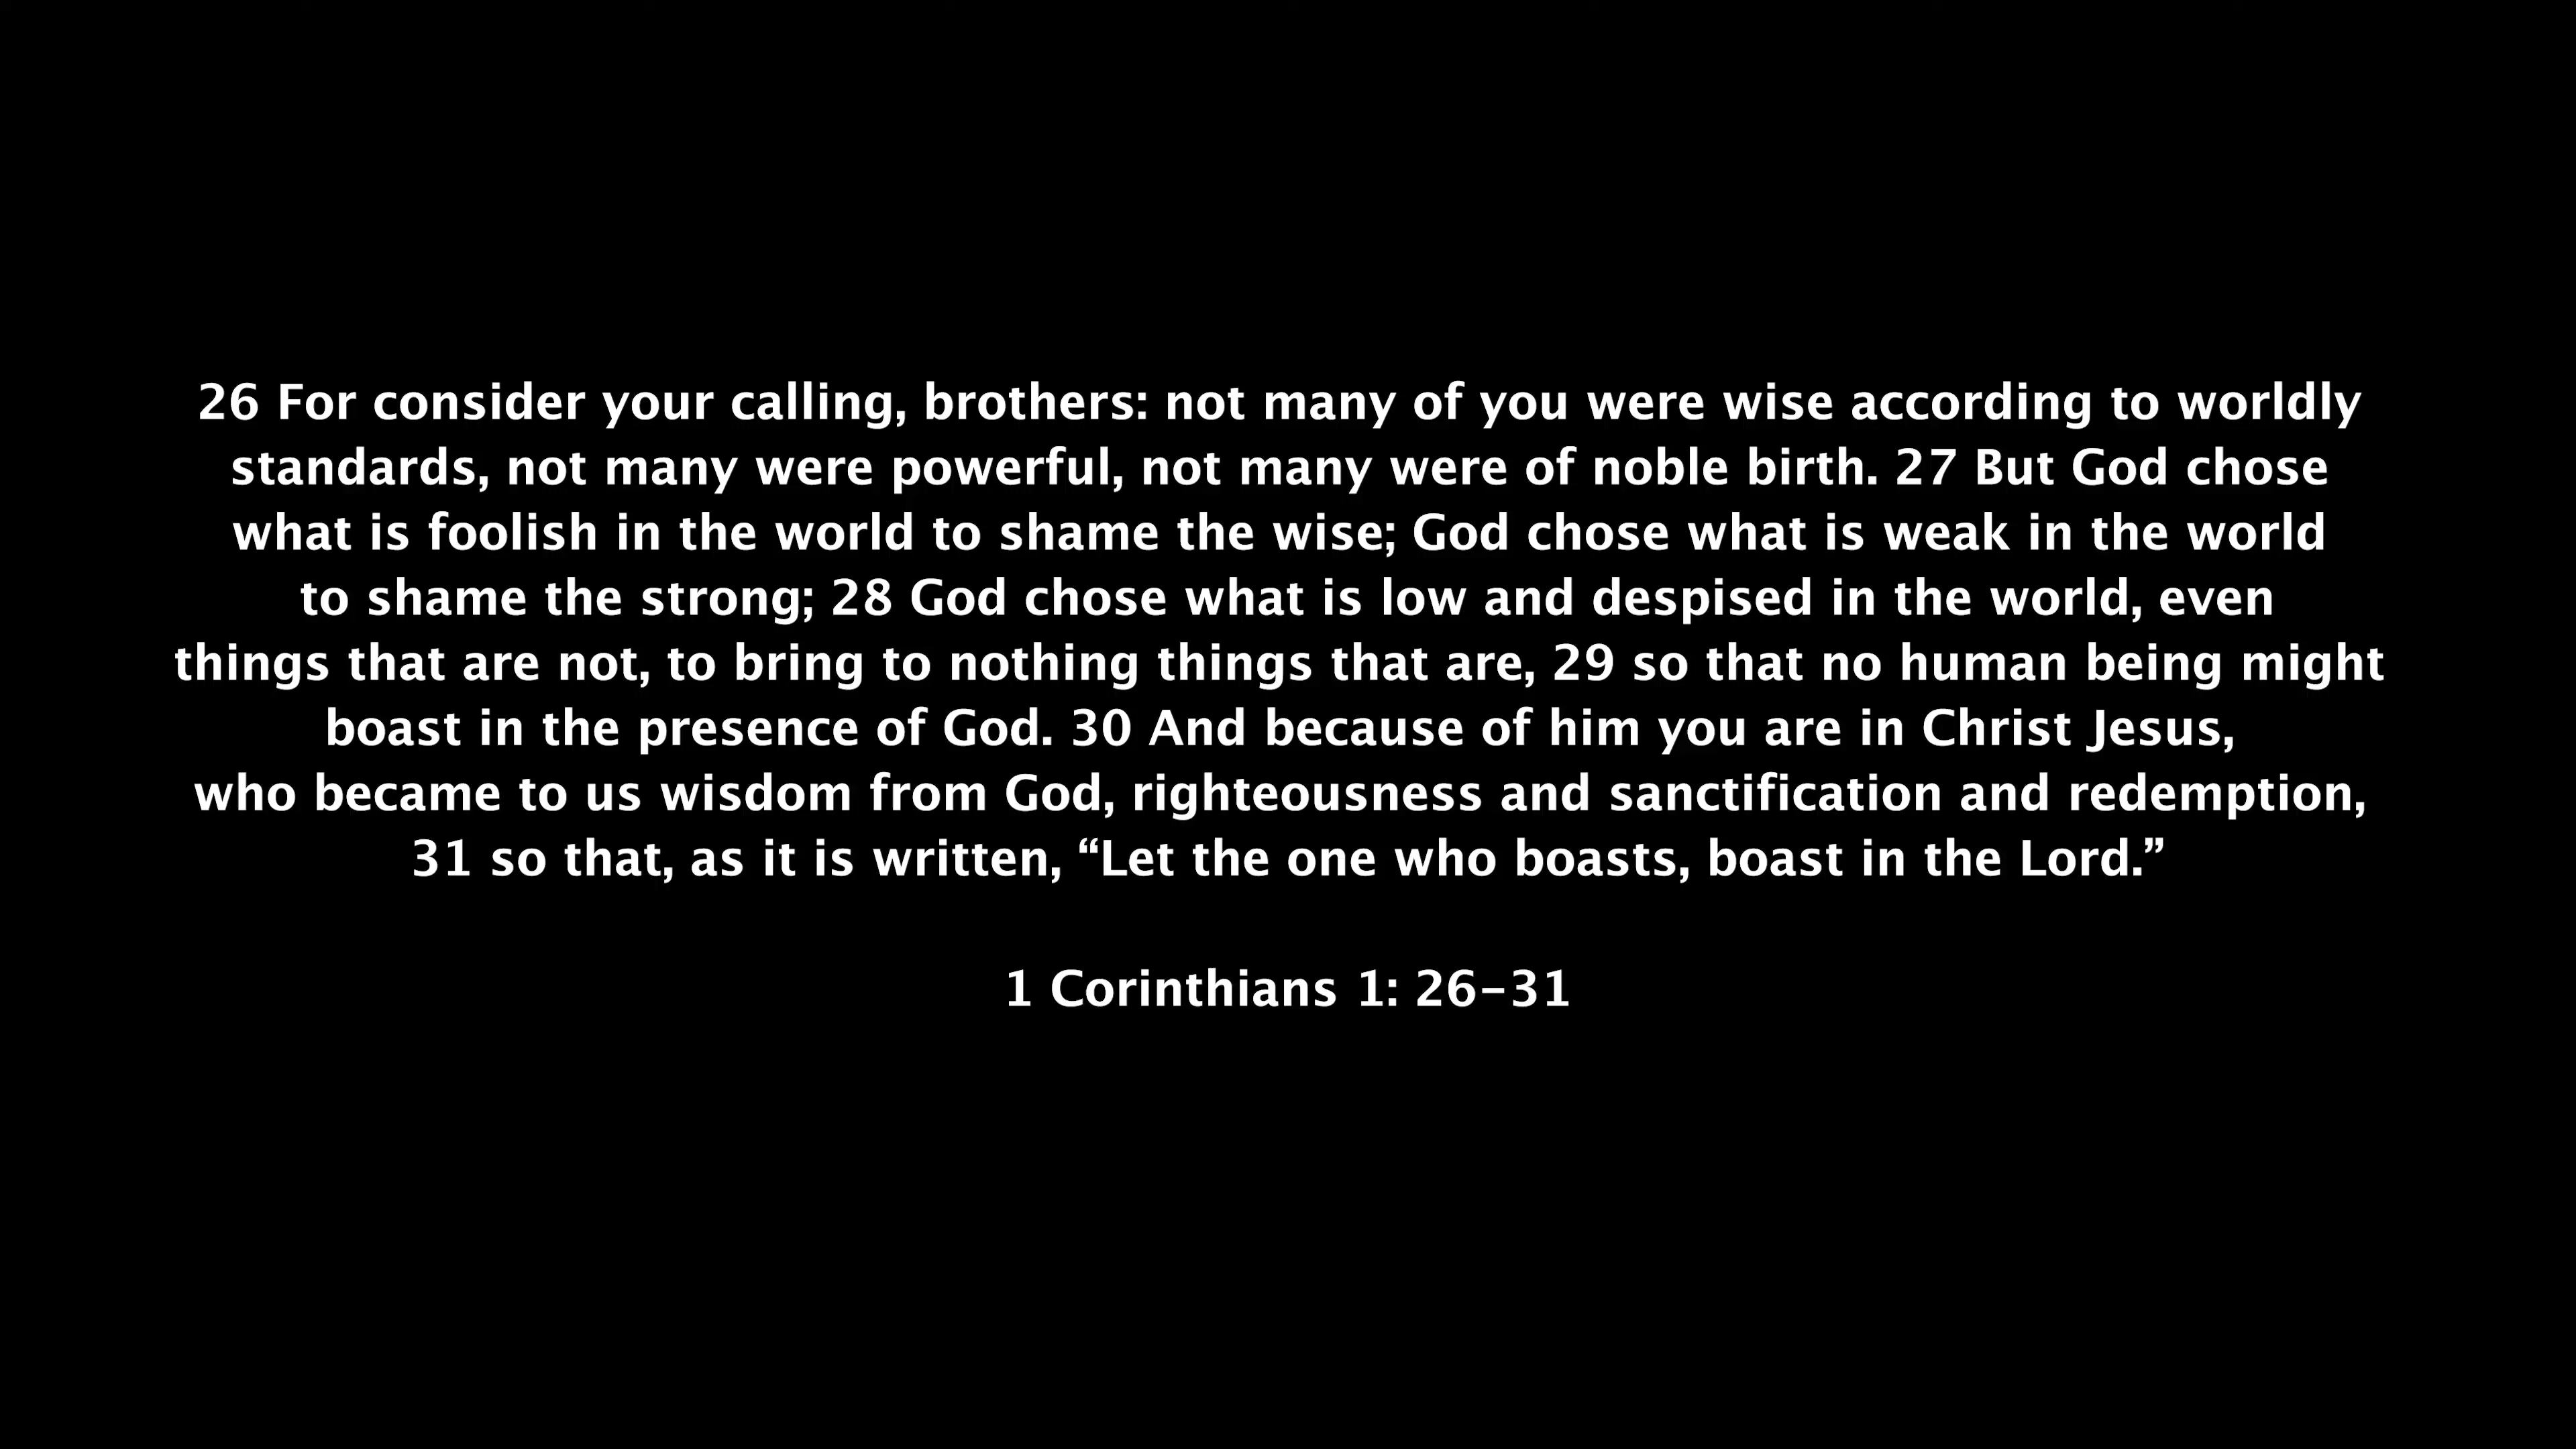 26 For consider your calling, brothers: not many of you were wise according to worldly
standards, not many were powerful, not many were of noble birth. 27 But God chose
what is foolish in the world to shame the wise; God chose what is weak in the world
to shame the strong; 28 God chose what is low and despised in the world, even
things that are not, to bring to nothing things that are, 29 so that no human being might
boast in the presence of God. 30 And because of him you are in Christ Jesus,
who became to us wisdom from God, righteousness and sanctification and redemption,
31 so that, as it is written, “Let the one who boasts, boast in the Lord.”
1 Corinthians 1: 26–31